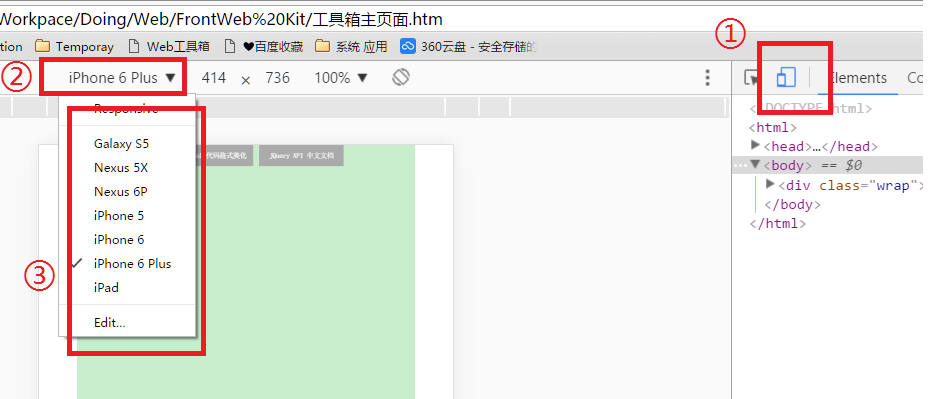 Workpace/Doing/Web/FrontWeb%20Kit/工具箱主页面.htm
①
tion Temporay Web工具箱 ♥百度收藏 系统 应用 360云盘 - 安全存储的
② iPhone 6 Plus ▼ 414 × 736 100% ▼ Elements Co
Responsive
<!DOCTYPE html>
<html>
▶<head>…</head>
▼<body> == $0
▶<div class="wrap">
</body>
</html>
代码格式美化 jQuery API 中文文档
Galaxy S5
Nexus 5X
Nexus 6P
iPhone 5
iPhone 6
③ ✓ iPhone 6 Plus
iPad
Edit...